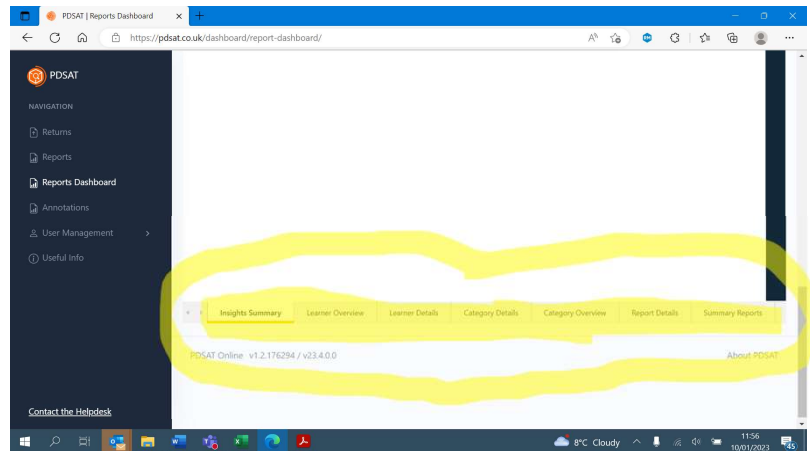 PDSAT | Reports Dashboard
https://pdsat.co.uk/dashboard/report-dashboard/
PDSAT
NAVIGATION
Returns
Reports
Reports Dashboard
Annotations
User Management
Useful Info
Insights Summary Learner Overview Learner Details Category Details Category Overview Report Details Summary Reports
PDSAT Online v1.2.176294 / v23.4.0.0 About PDSAT
Contact the Helpdesk
8°C Cloudy
11:56
10/01/2023
45